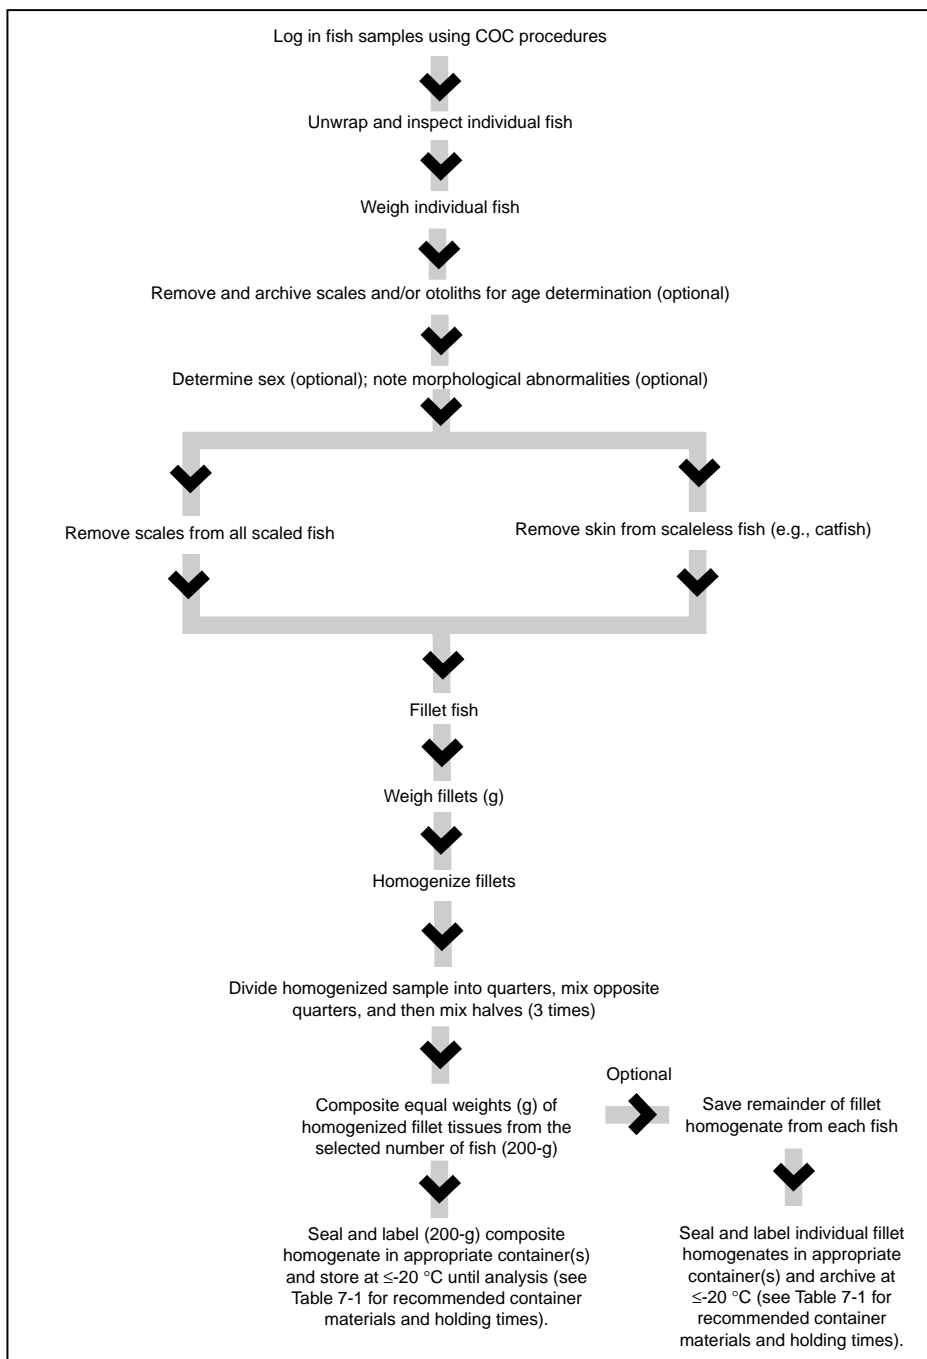 Log in fish samples using COC procedures
Unwrap and inspect individual fish
Weigh individual fish
Remove and archive scales and/or otoliths for age determination (optional)
Determine sex (optional); note morphological abnormalities (optional)
Remove scales from all scaled fish
Remove skin from scaleless fish (e.g., catfish)
Fillet fish
Weigh fillets (g)
Homogenize fillets
Divide homogenized sample into quarters, mix opposite
quarters, and then mix halves (3 times)
Composite equal weights (g) of
homogenized fillet tissues from the
selected number of fish (200-g)
Optional
Save remainder of fillet
homogenate from each fish
Seal and label (200-g) composite
homogenate in appropriate container(s)
and store at ≤-20 °C until analysis (see
Table 7-1 for recommended container
materials and holding times).
Seal and label individual fillet
homogenates in appropriate
container(s) and archive at
≤-20 °C (see Table 7-1 for
recommended container
materials and holding times).